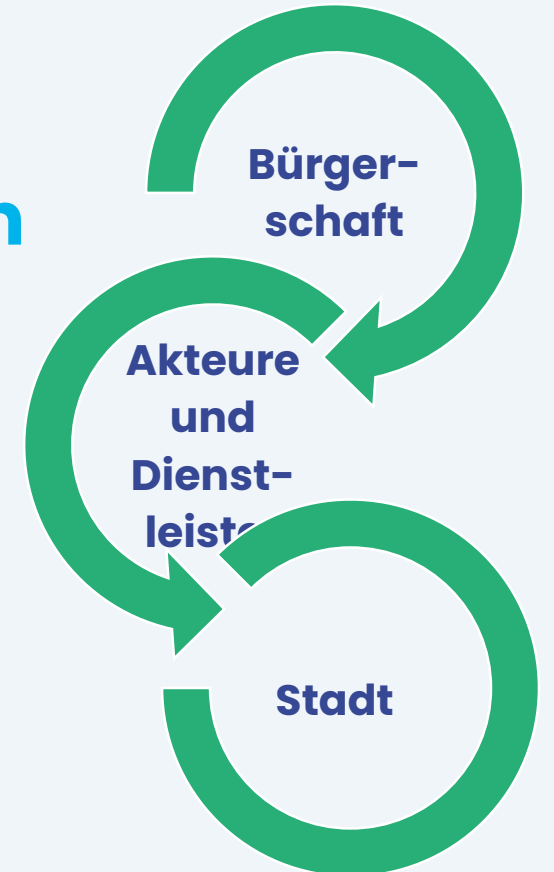 n
Bürger-
schaft
Akteure
und
Dienst-
Stadt